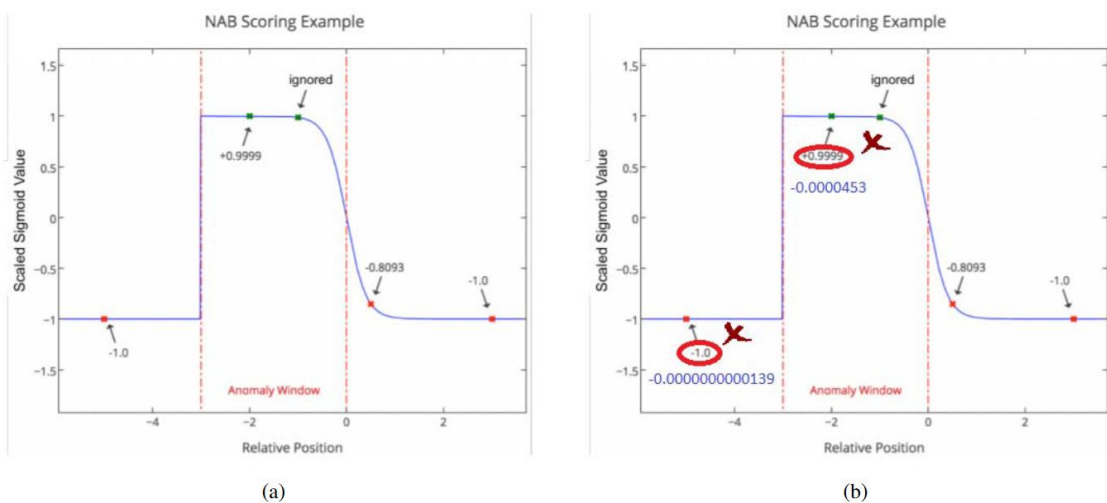 NAB Scoring Example
1.5
ignored
1
+0.9999
0.5
Scaled Sigmoid Value
0
-0.8093
-1.0
−0.5
−1
-1.0
−1.5
Anomaly Window
−4
−2
0
2
Relative Position
(a)
NAB Scoring Example
1.5
ignored
1
+0.9999
0.5
-0.0000453
Scaled Sigmoid Value
0
-0.8093
-1.0
−0.5
−1
-1.0
-0.0000000000139
−1.5
Anomaly Window
−4
−2
0
2
Relative Position
(b)